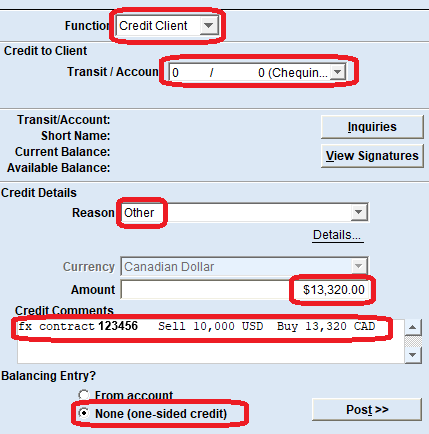 Function Credit Client
Credit to Client
Transit / Accoun 0 / 0 (Chequin...
Transit/Account:
Short Name:
Current Balance:
Available Balance:
Inquiries
View Signatures
Credit Details
Reason Other
Details...
Currency Canadian Dollar
Amount $13,320.00
Credit Comments
fx contract 123456 Sell 10,000 USD Buy 13,320 CAD
Balancing Entry?
From account
None (one-sided credit)
Post >>